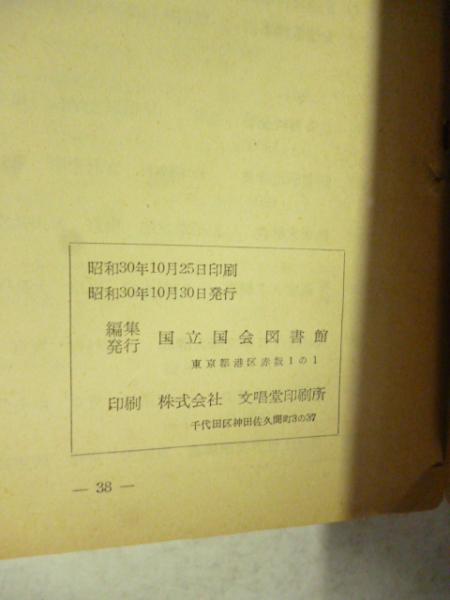 昭和30年10月25日印刷
昭和30年10月30日発行
編集
発行 国立国会図書館
東京都港区赤坂1の1
印刷 株式会社 文唱堂印刷所
千代田区神田佐久間町3の37
— 38 —